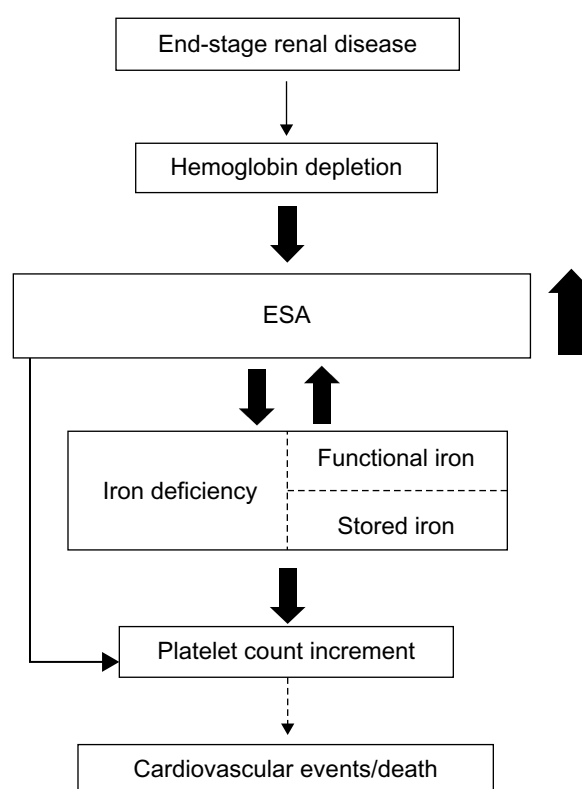 End-stage renal disease
Hemoglobin depletion
ESA
Iron deficiency
Functional iron
Stored iron
Platelet count increment
Cardiovascular events/death